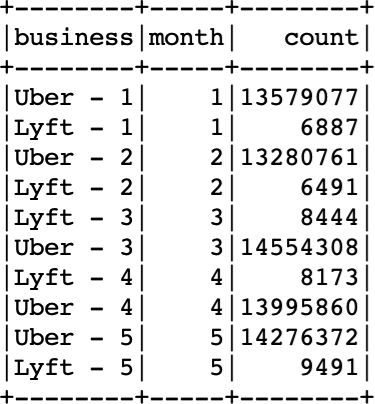 +--------+-----+--------+
|business|month|   count|
+--------+-----+--------+
|Uber - 1|    1|13579077|
|Lyft - 1|    1|    6887|
|Uber - 2|    2|13280761|
|Lyft - 2|    2|    6491|
|Lyft - 3|    3|    8444|
|Uber - 3|    3|14554308|
|Lyft - 4|    4|    8173|
|Uber - 4|    4|13995860|
|Uber - 5|    5|14276372|
|Lyft - 5|    5|    9491|
+--------+-----+--------+